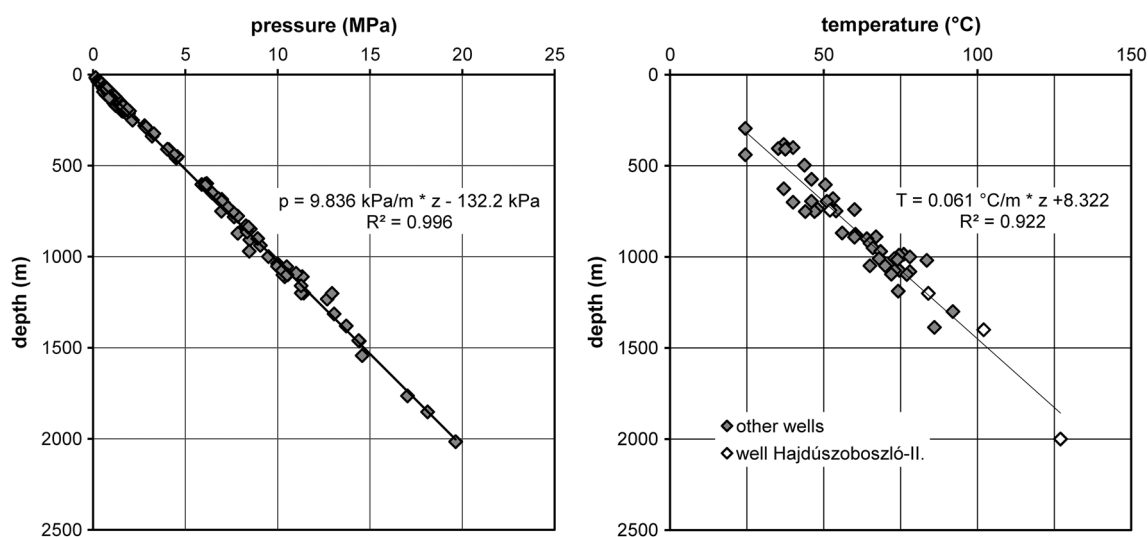 pressure (MPa)
0 5 10 15 20 25
0
500
1000
1500
2000
2500
depth (m)
p = 9.836 kPa/m * z - 132.2 kPa
R² = 0.996
temperature (°C)
0 50 100 150
0
500
1000
1500
2000
2500
depth (m)
T = 0.061 °C/m * z +8.322
R² = 0.922
other wells
well Hajdúszoboszló-II.